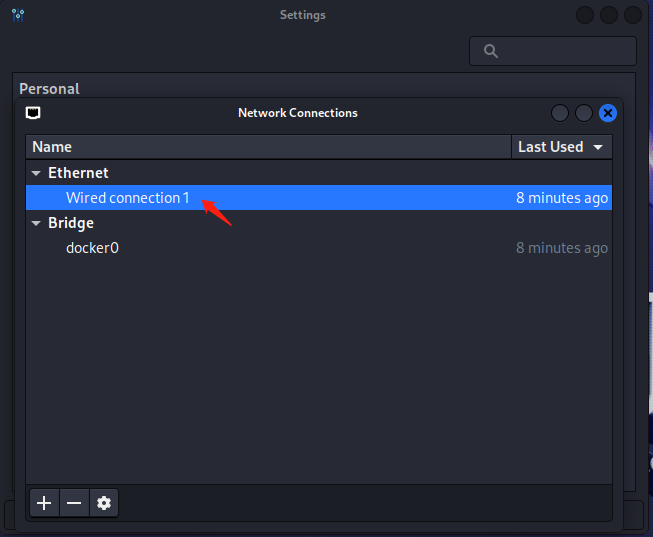 Settings
Personal
Network Connections
Name Last Used
Ethernet
Wired connection 1 8 minutes ago
Bridge
docker0 8 minutes ago